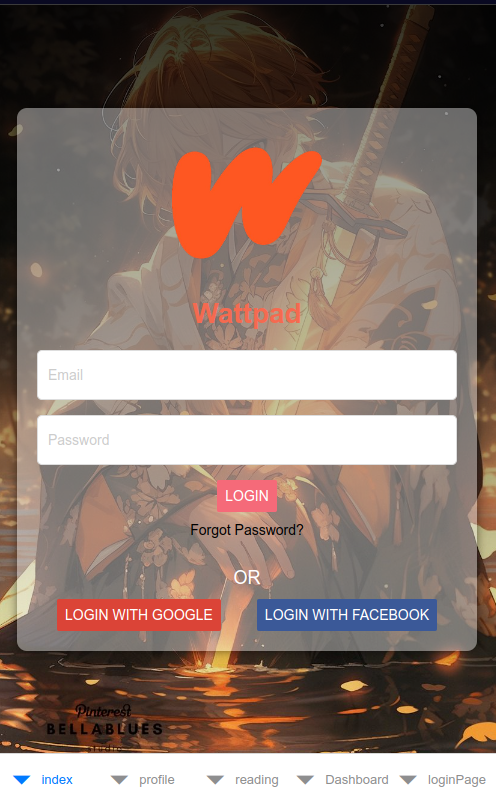 Wattpad
Email
Password
LOGIN
Forgot Password?
OR
LOGIN WITH GOOGLE LOGIN WITH FACEBOOK
Pinterest
BELLABLUES
index profile reading Dashboard loginPage